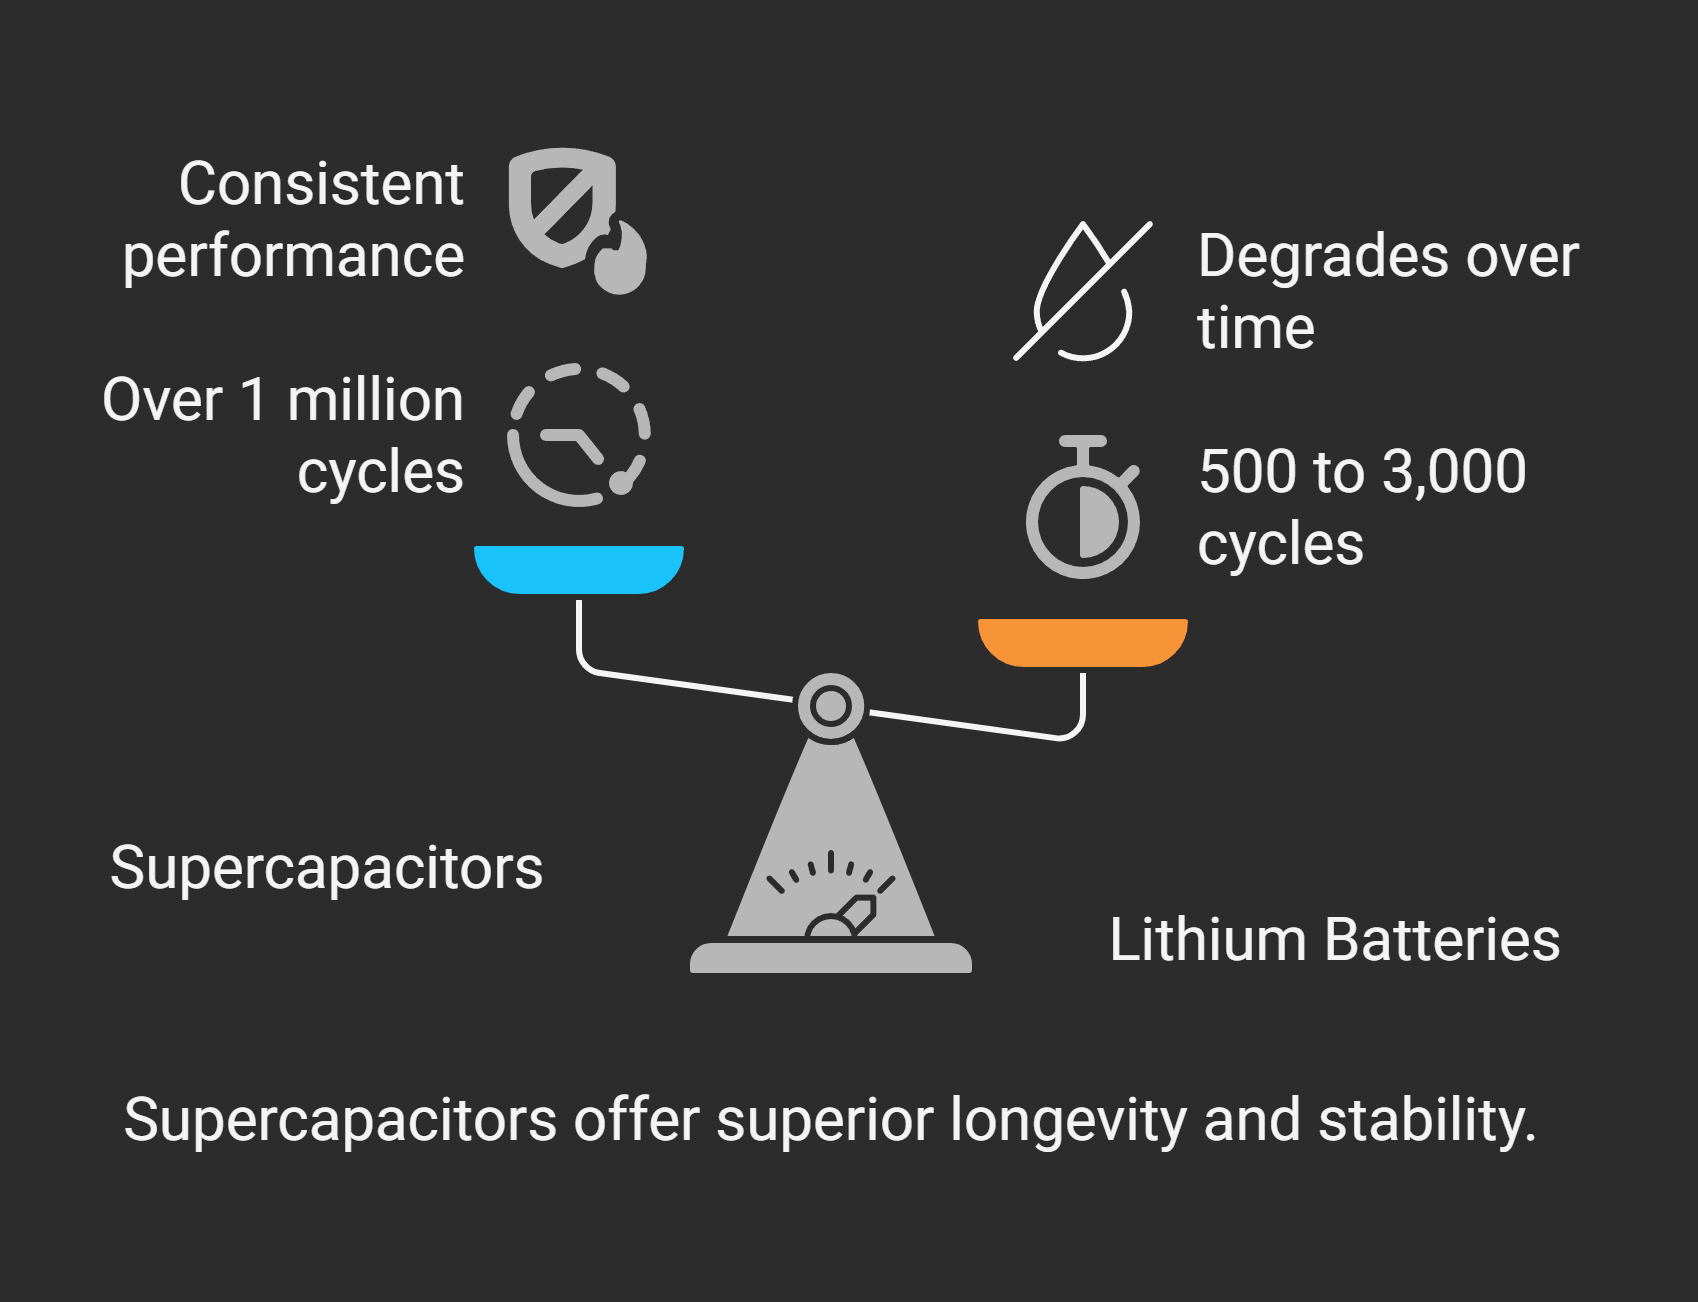 Consistent
performance
Over 1 million
cycles
Degrades over
time
500 to 3,000
cycles
Supercapacitors
Lithium Batteries
Supercapacitors offer superior longevity and stability.